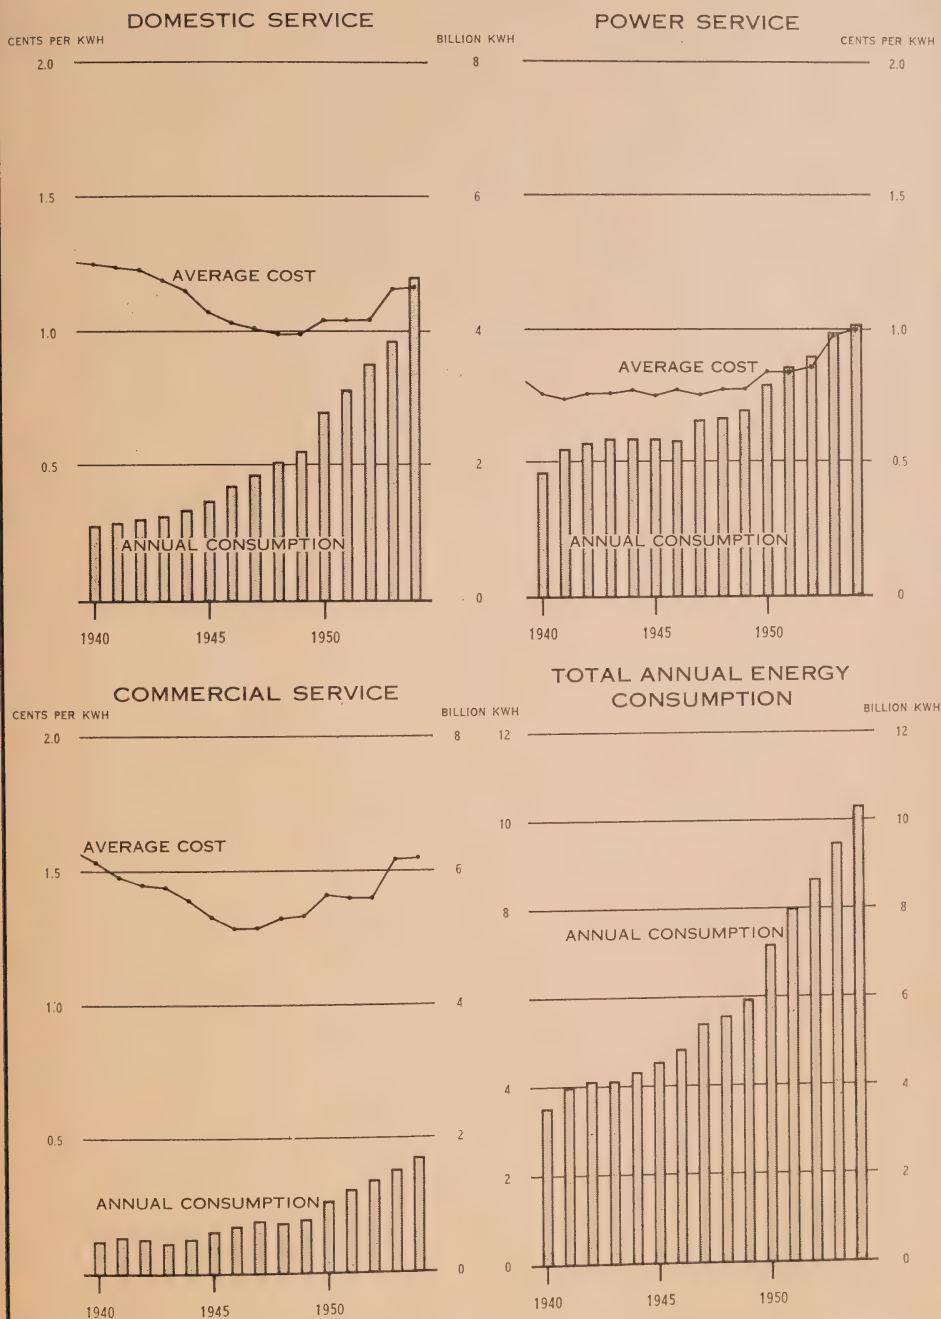 DOMESTIC SERVICE
CENTS PER KWH
BILLION KWH
2.0
8
1.5
6
AVERAGE COST
1.0
4
0.5
2
ANNUAL CONSUMPTION
0
1940 1945 1950
POWER SERVICE
CENTS PER KWH
2.0
1.5
1.0
AVERAGE COST
0.5
ANNUAL CONSUMPTION
0
1940 1945 1950
COMMERCIAL SERVICE
CENTS PER KWH
BILLION KWH
2.0
8
AVERAGE COST
1.5
6
1.0
4
0.5
2
ANNUAL CONSUMPTION
0
1940 1945 1950
TOTAL ANNUAL ENERGY
CONSUMPTION
BILLION KWH
12
12
10
10
8
8
ANNUAL CONSUMPTION
6
4
4
2
2
0
0
1940 1945 1950